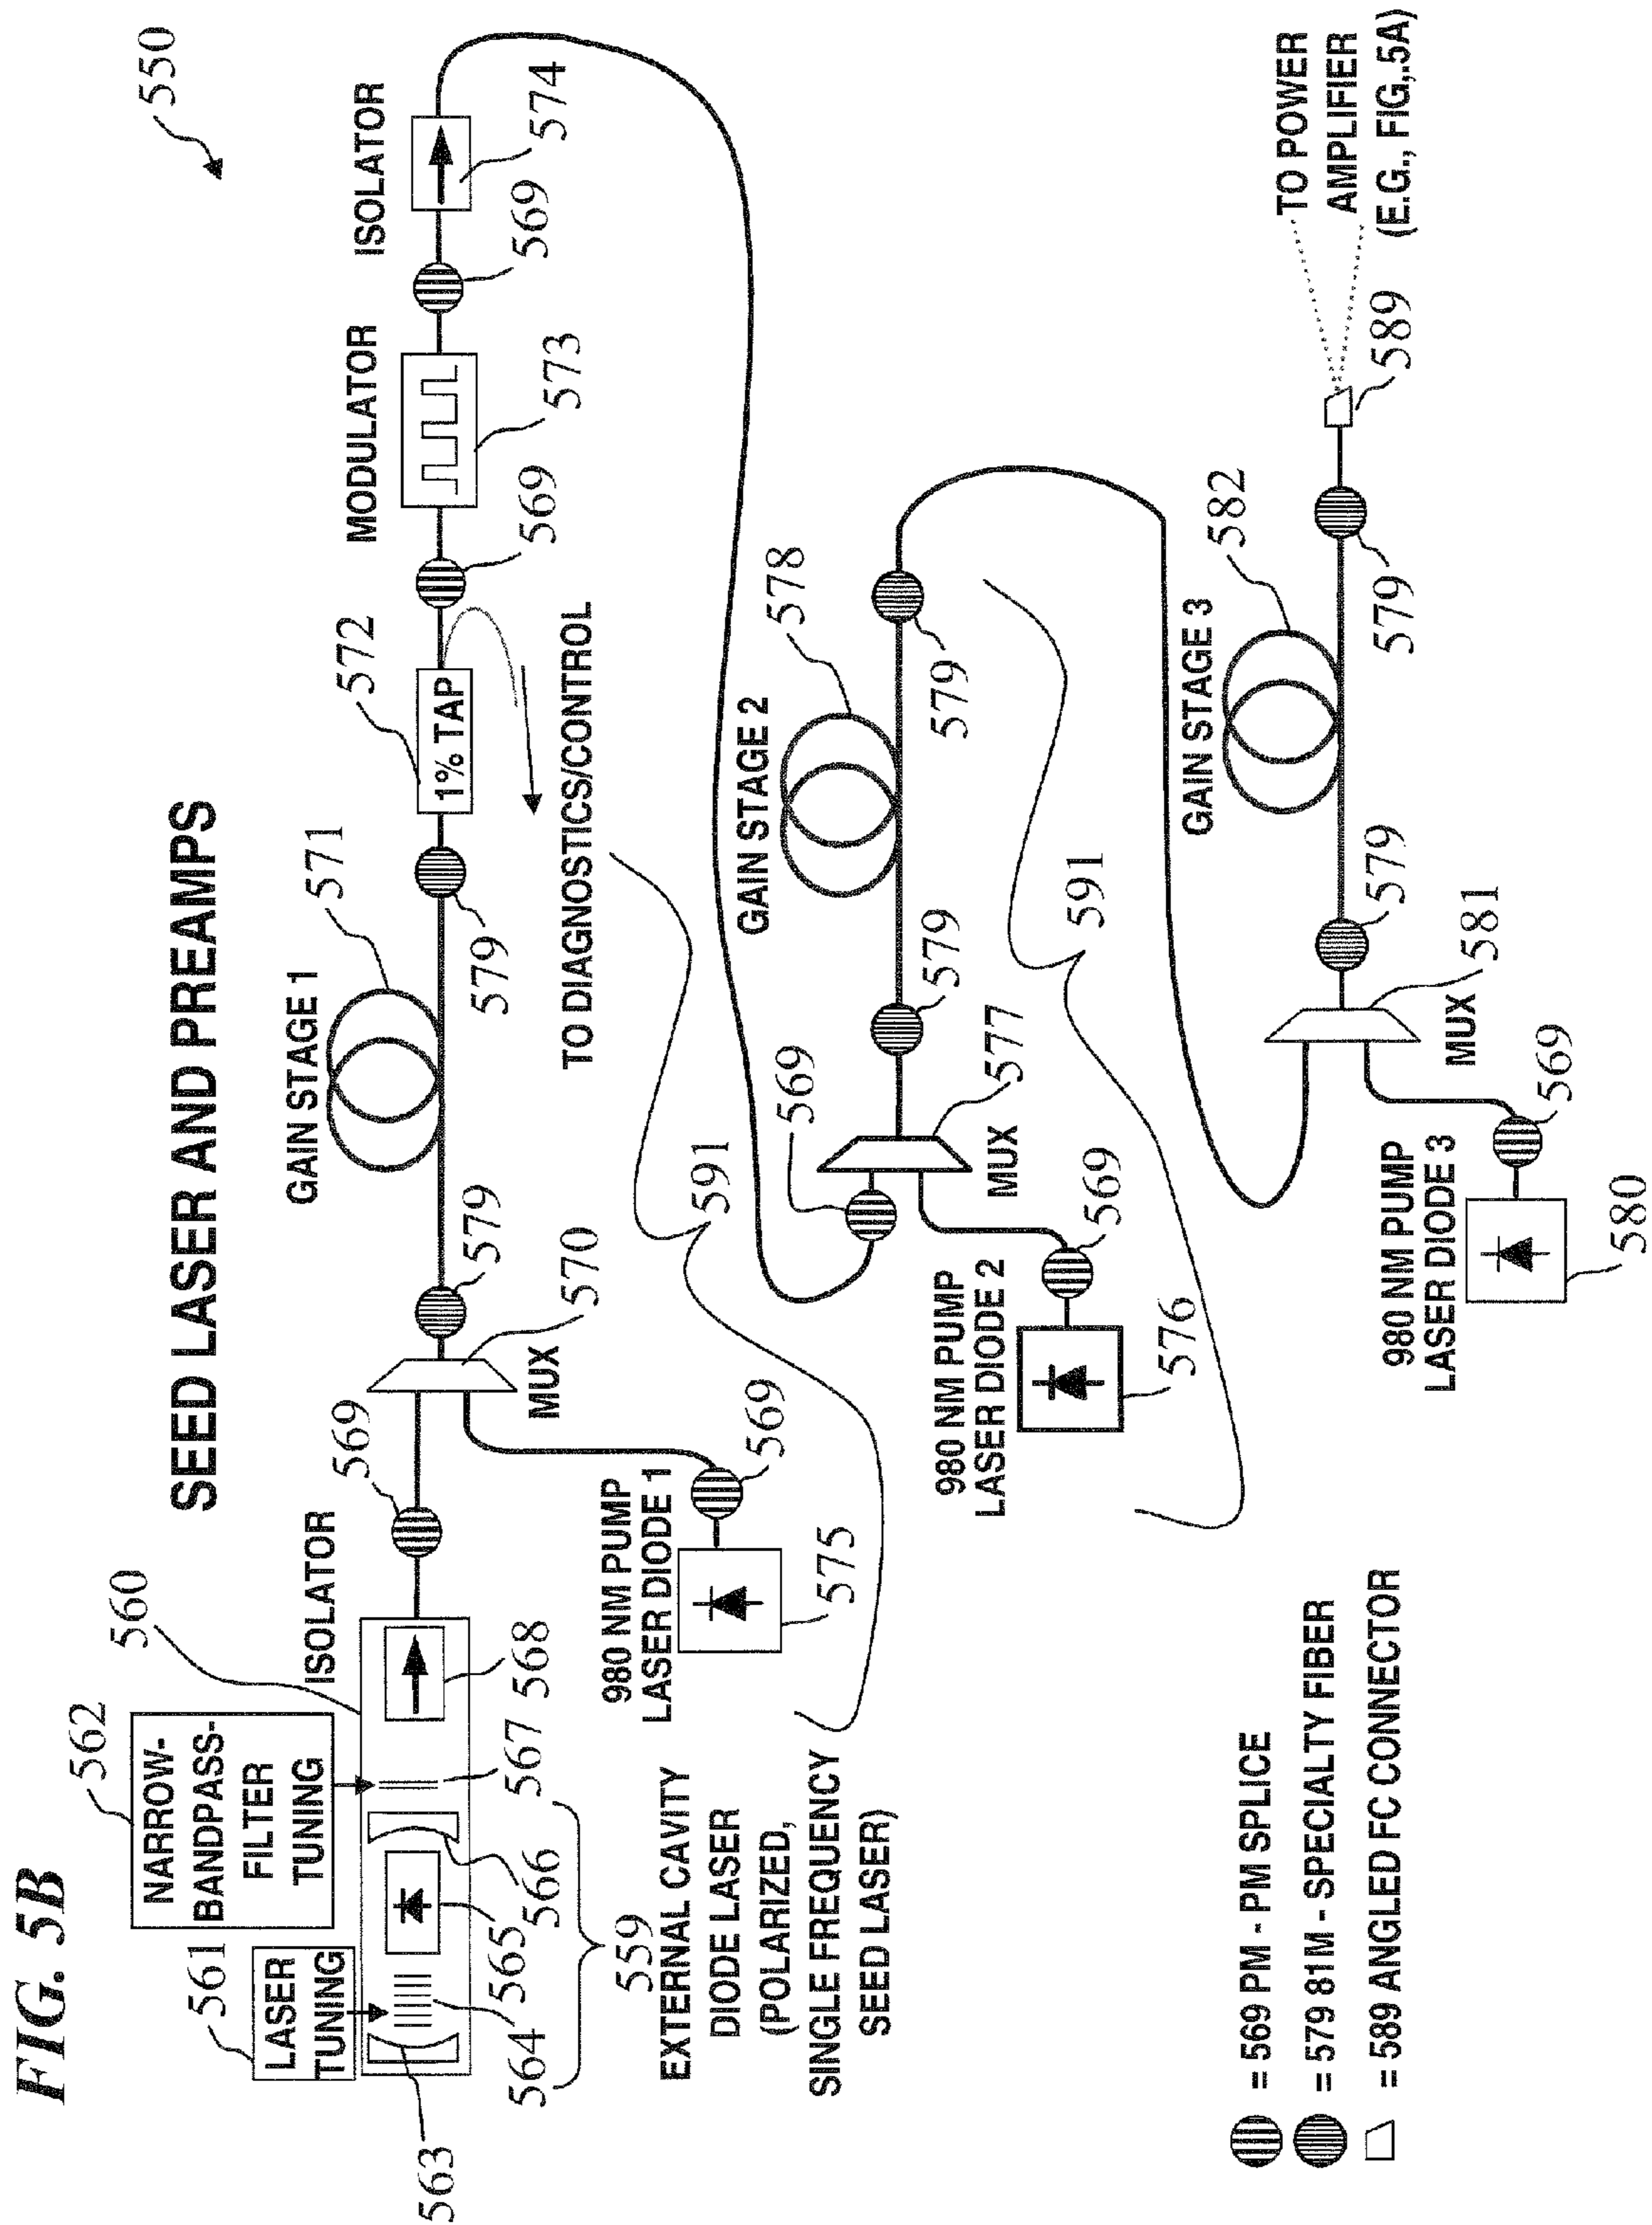 FIG. 5B
SEED LASER AND PREAMPS
550
562
NARROW-
BANDPASS-
FILTER
TUNING
561
LASER
TUNING
560
ISOLATOR
569
GAIN STAGE 1
571
572
1% TAP
MODULATOR
ISOLATOR
563
564
565
566
567
568
559
EXTERNAL CAVITY
DIODE LASER
(POLARIZED,
SINGLE FREQUENCY
SEED LASER)
MUX
570
579
579
569
573
569
574
TO DIAGNOSTICS/CONTROL
980 NM PUMP
LASER DIODE 1
569
575
591
GAIN STAGE 2
578
569
MUX
577
579
579
980 NM PUMP
LASER DIODE 2
569
576
591
GAIN STAGE 3
582
MUX
581
579
579
589
TO POWER
AMPLIFIER
(E.G., FIG,.5A)
980 NM PUMP
LASER DIODE 3
569
580
= 569 PM - PM SPLICE
= 579 81M - SPECIALTY FIBER
= 589 ANGLED FC CONNECTOR